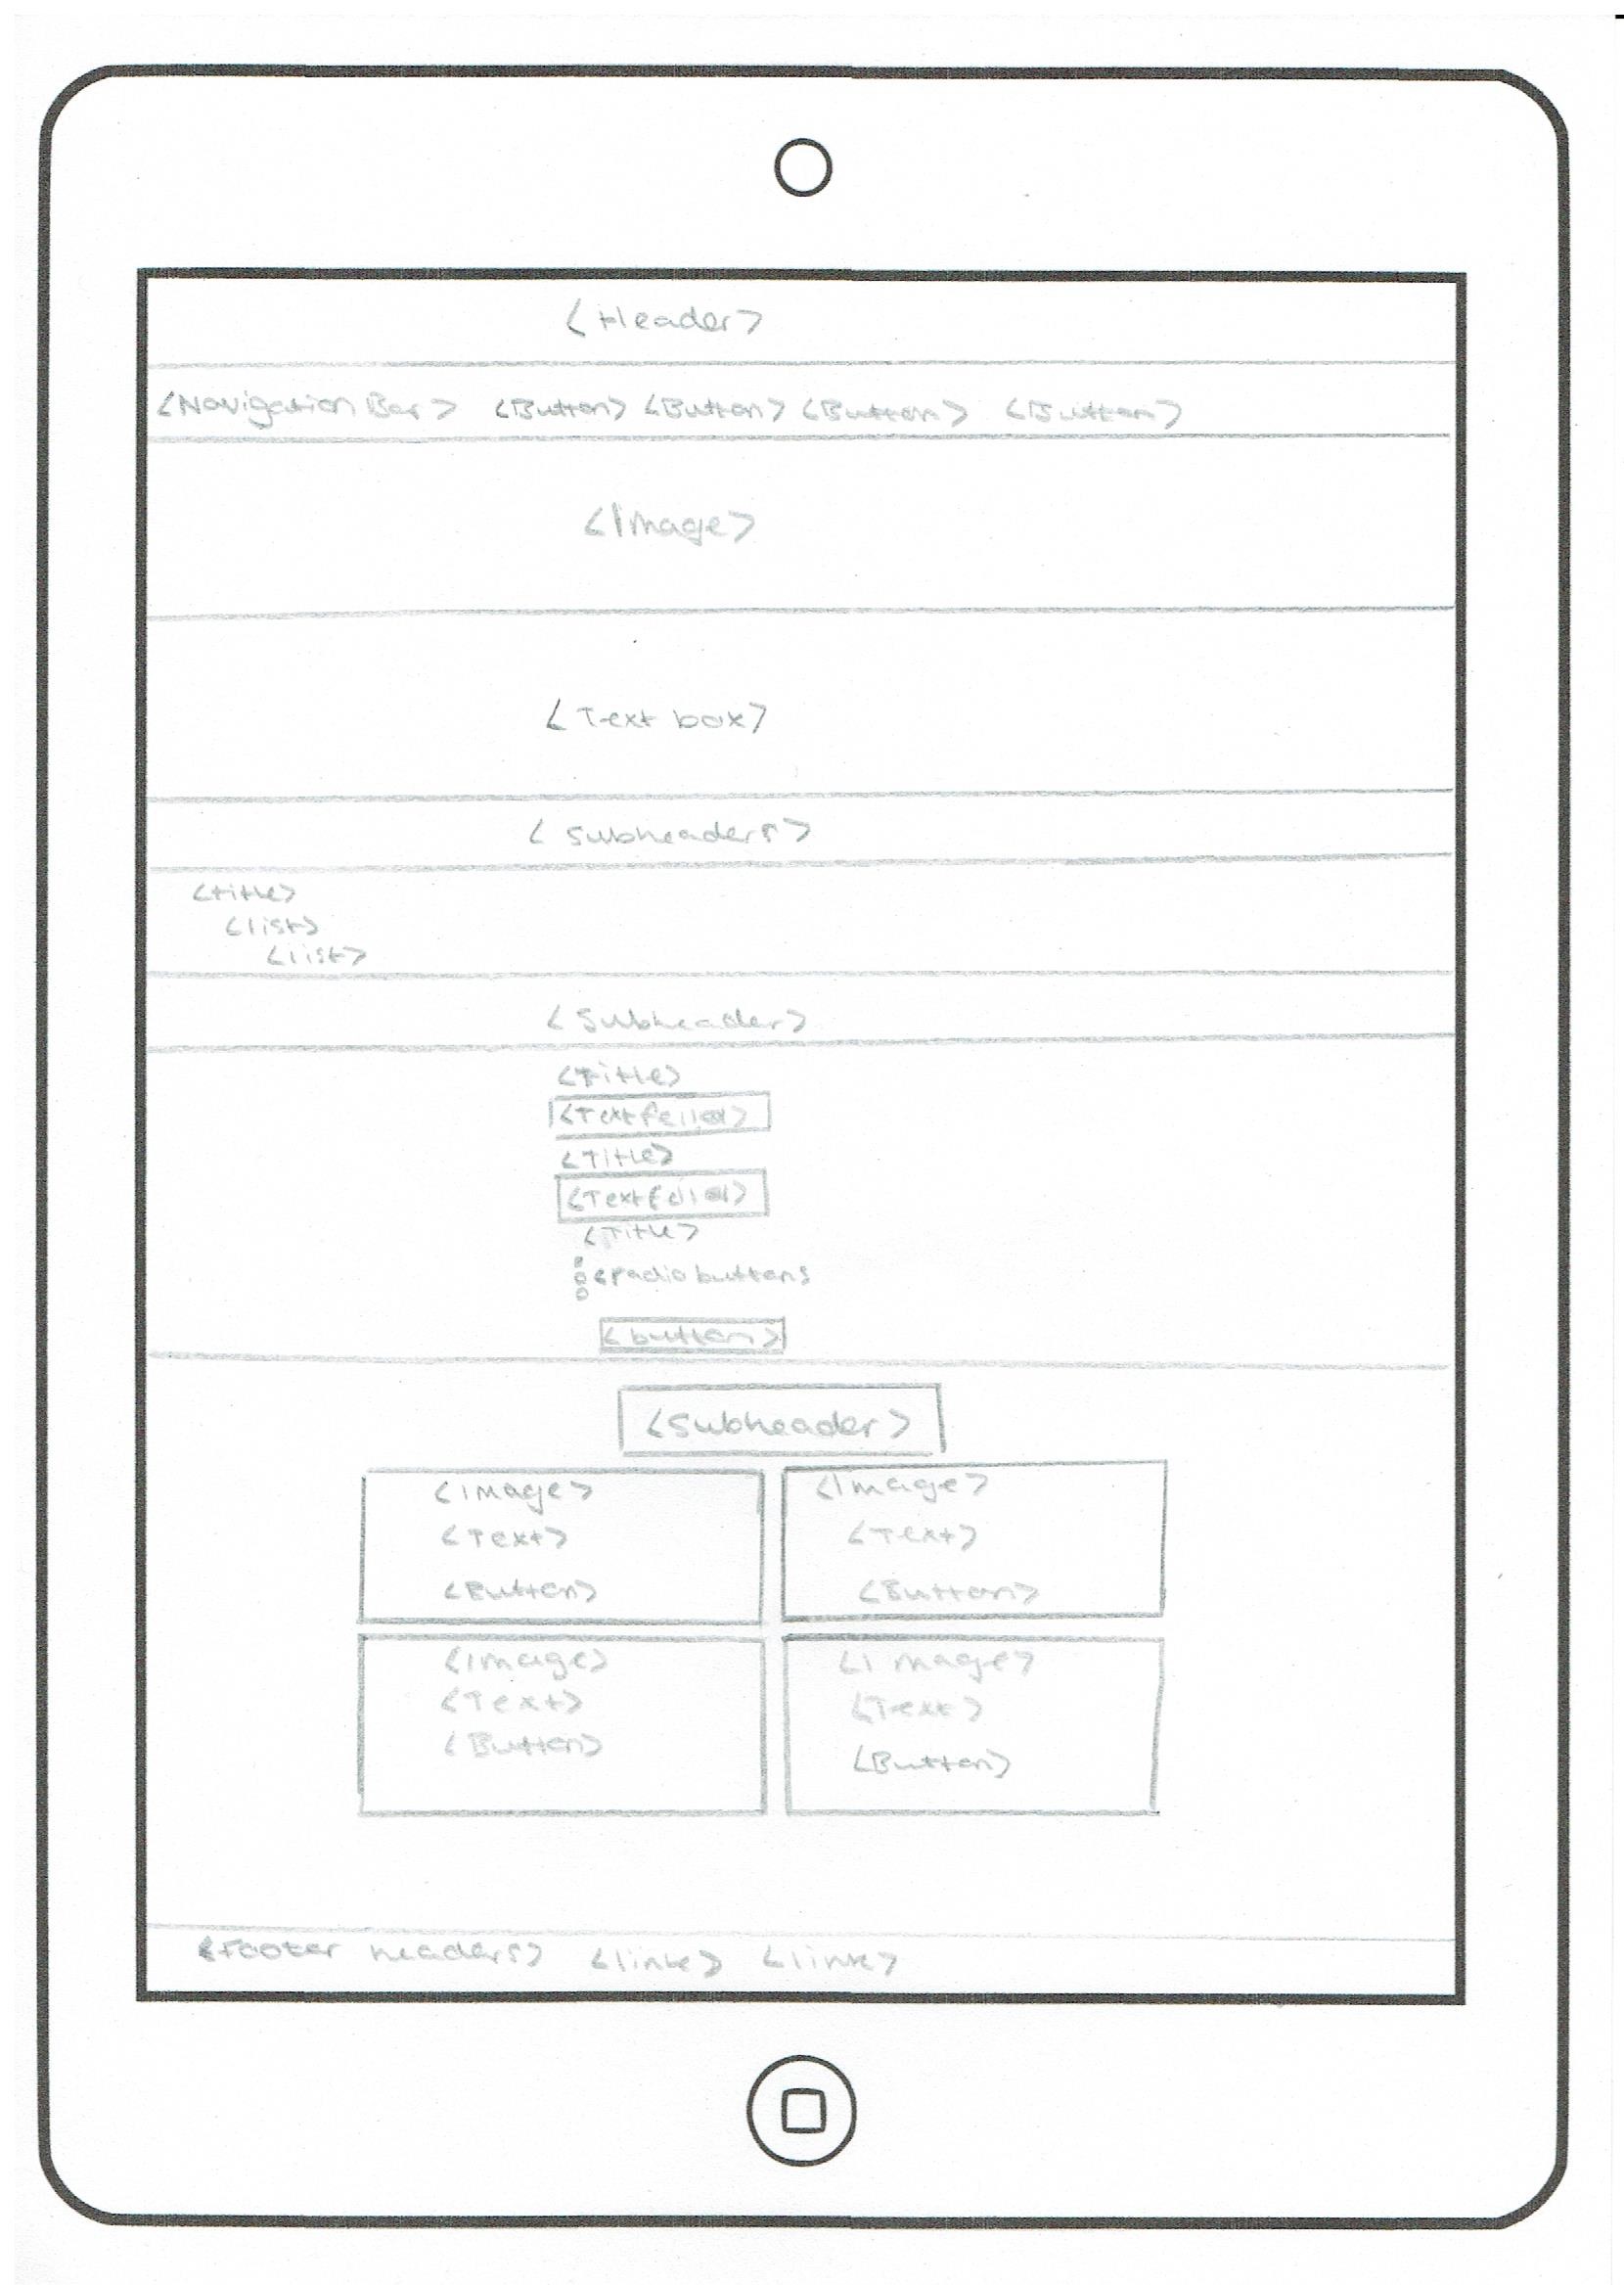 <Header>
<Navigation Bar> <Button> <Button> <Button> <Button>
<Image>
<Text box>
<subheaders>
<title>
<list>
<list>
<Subheader>
<Title>
<Textfeild>
<Title>
<Textfeild>
<Title>
<radio buttons
<button>
<Subheader>
<Image> <Image>
<Text> <Text>
<Button> <Button>
<Image> <Image>
<Text> <Text>
<Button> <Button>
<Footer headers> <link> <link>